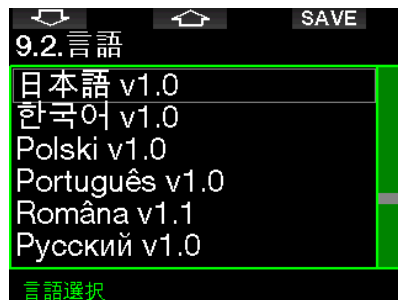 SAVE
9.2.言語
日本語 v1.0
한국어 v1.0
Polski v1.0
Português v1.0
Româna v1.1
Русский v1.0
言語選択